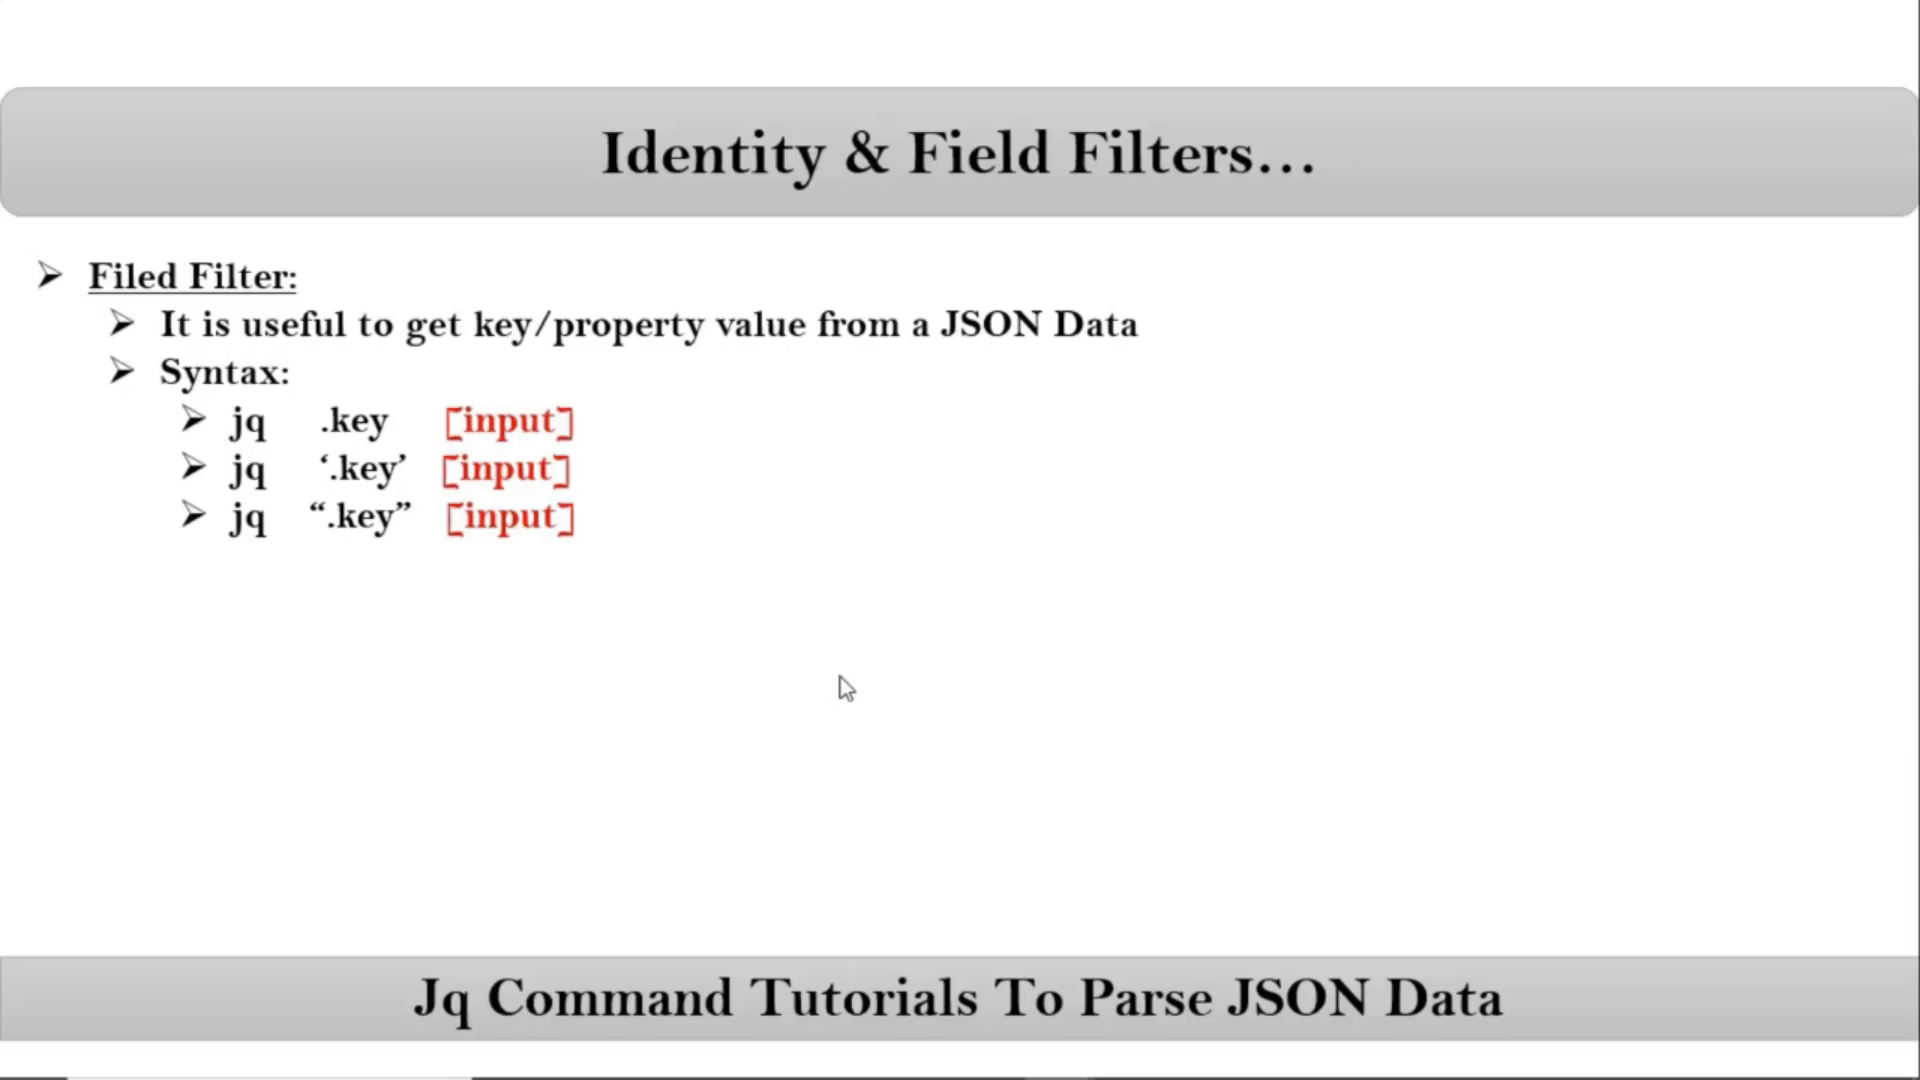 Identity & Field Filters...
➢ Filed Filter:
➢ It is useful to get key/property value from a JSON Data
➢ Syntax:
➢ jq .key [input]
➢ jq ‘.key’ [input]
➢ jq “.key” [input]
Jq Command Tutorials To Parse JSON Data